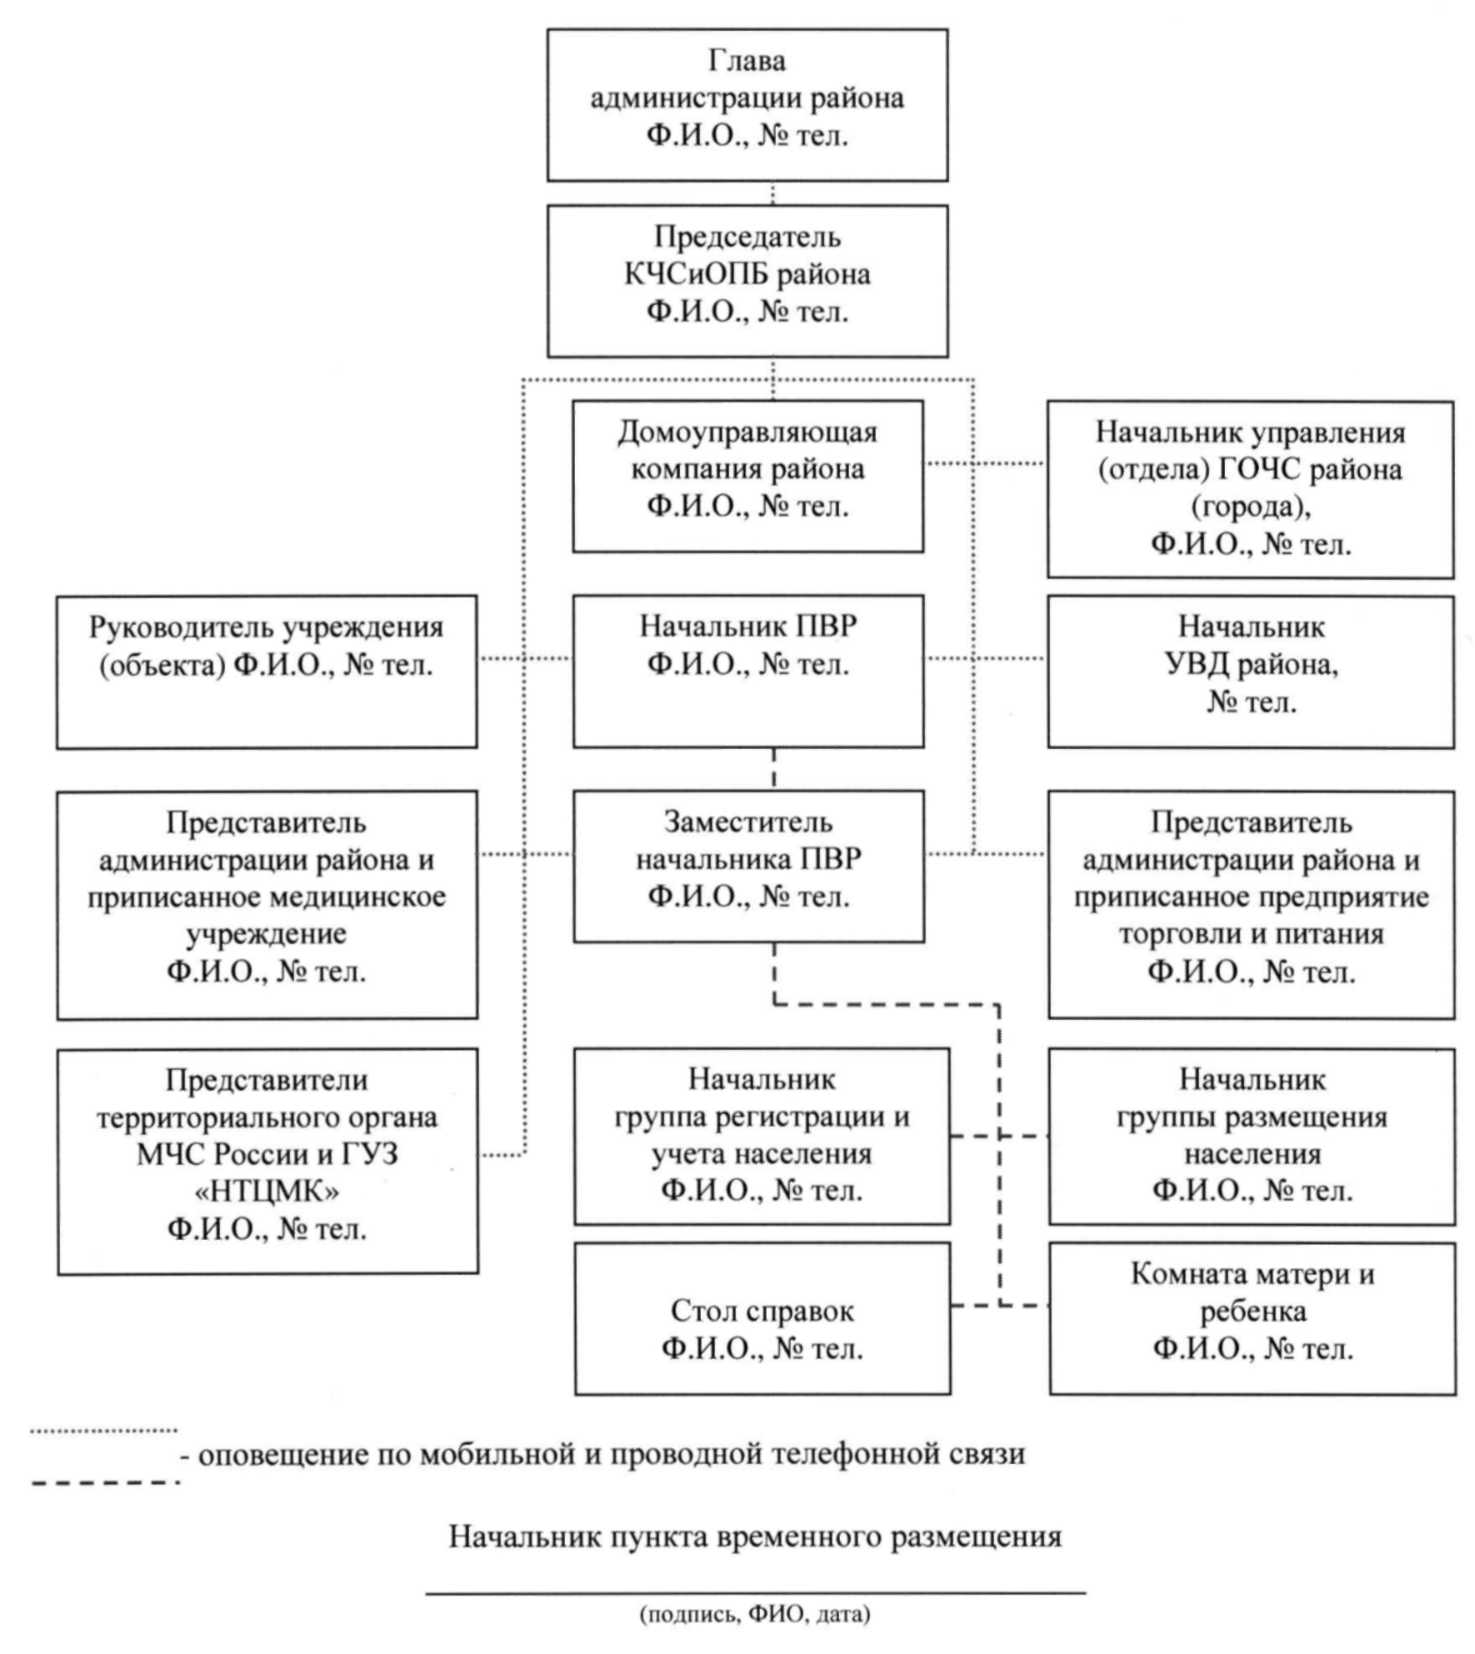 Глава
администрации района
Ф.И.О., № тел.
Председатель
КЧСиОПБ района
Ф.И.О., № тел.
Домоуправляющая
компания района
Ф.И.О., № тел.
Начальник управления
(отдела) ГОЧС района
(города),
Ф.И.О., № тел.
Руководитель учреждения
(объекта) Ф.И.О., № тел.
Начальник ПВР
Ф.И.О., № тел.
Начальник
УВД района,
№ тел.
Представитель
администрации района и
приписанное медицинское
учреждение
Ф.И.О., № тел.
Заместитель
начальника ПВР
Ф.И.О., № тел.
Представитель
администрации района и
приписанное предприятие
торговли и питания
Ф.И.О., № тел.
Представители
территориального органа
МЧС России и ГУЗ
«НТЦМК»
Ф.И.О., № тел.
Начальник
группа регистрации и
учета населения
Ф.И.О., № тел.
Начальник
группы размещения
населения
Ф.И.О., № тел.
Стол справок
Ф.И.О., № тел.
Комната матери и
ребенка
Ф.И.О., № тел.
- оповещение по мобильной и проводной телефонной связи
Начальник пункта временного размещения
(подпись, ФИО, дата)